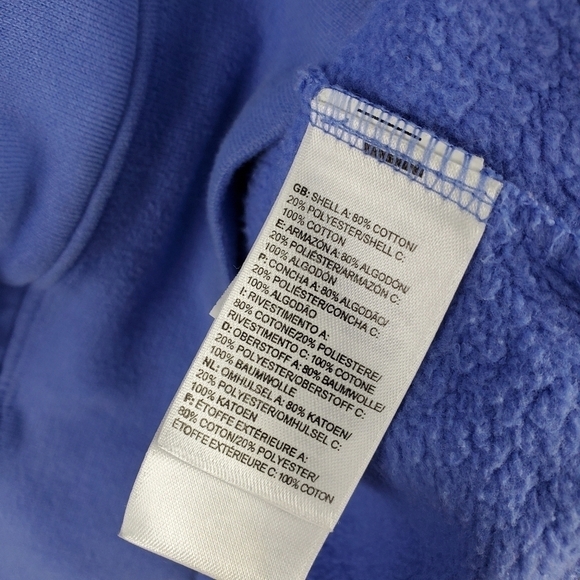 GB: SHELL A: 80% COTTON/
20% POLYESTER/SHELL C:
100% COTTON
E: ARMAZÓN A: 80% ALGODÓN/
20% POLIÉSTER/ARMAZÓN C:
100% ALGODÓN
P: CONCHA A: 80% ALGODÃO/
20% POLIÉSTER/CONCHA C:
100% ALGODÃO
I: RIVESTIMENTO A:
80% COTONE/20% POLIESTERE/
RIVESTIMENTO C: 100% COTONE
D: OBERSTOFF A: 80% BAUMWOLLE/
20% POLYESTER/OBERSTOFF C:
100% BAUMWOLLE
NL: OMHULSEL A: 80% KATOEN/
20% POLYESTER/OMHULSEL C:
100% KATOEN
F: ÉTOFFE EXTÉRIEURE A:
80% COTON/20% POLYESTER/
ÉTOFFE EXTÉRIEURE C: 100% COTON